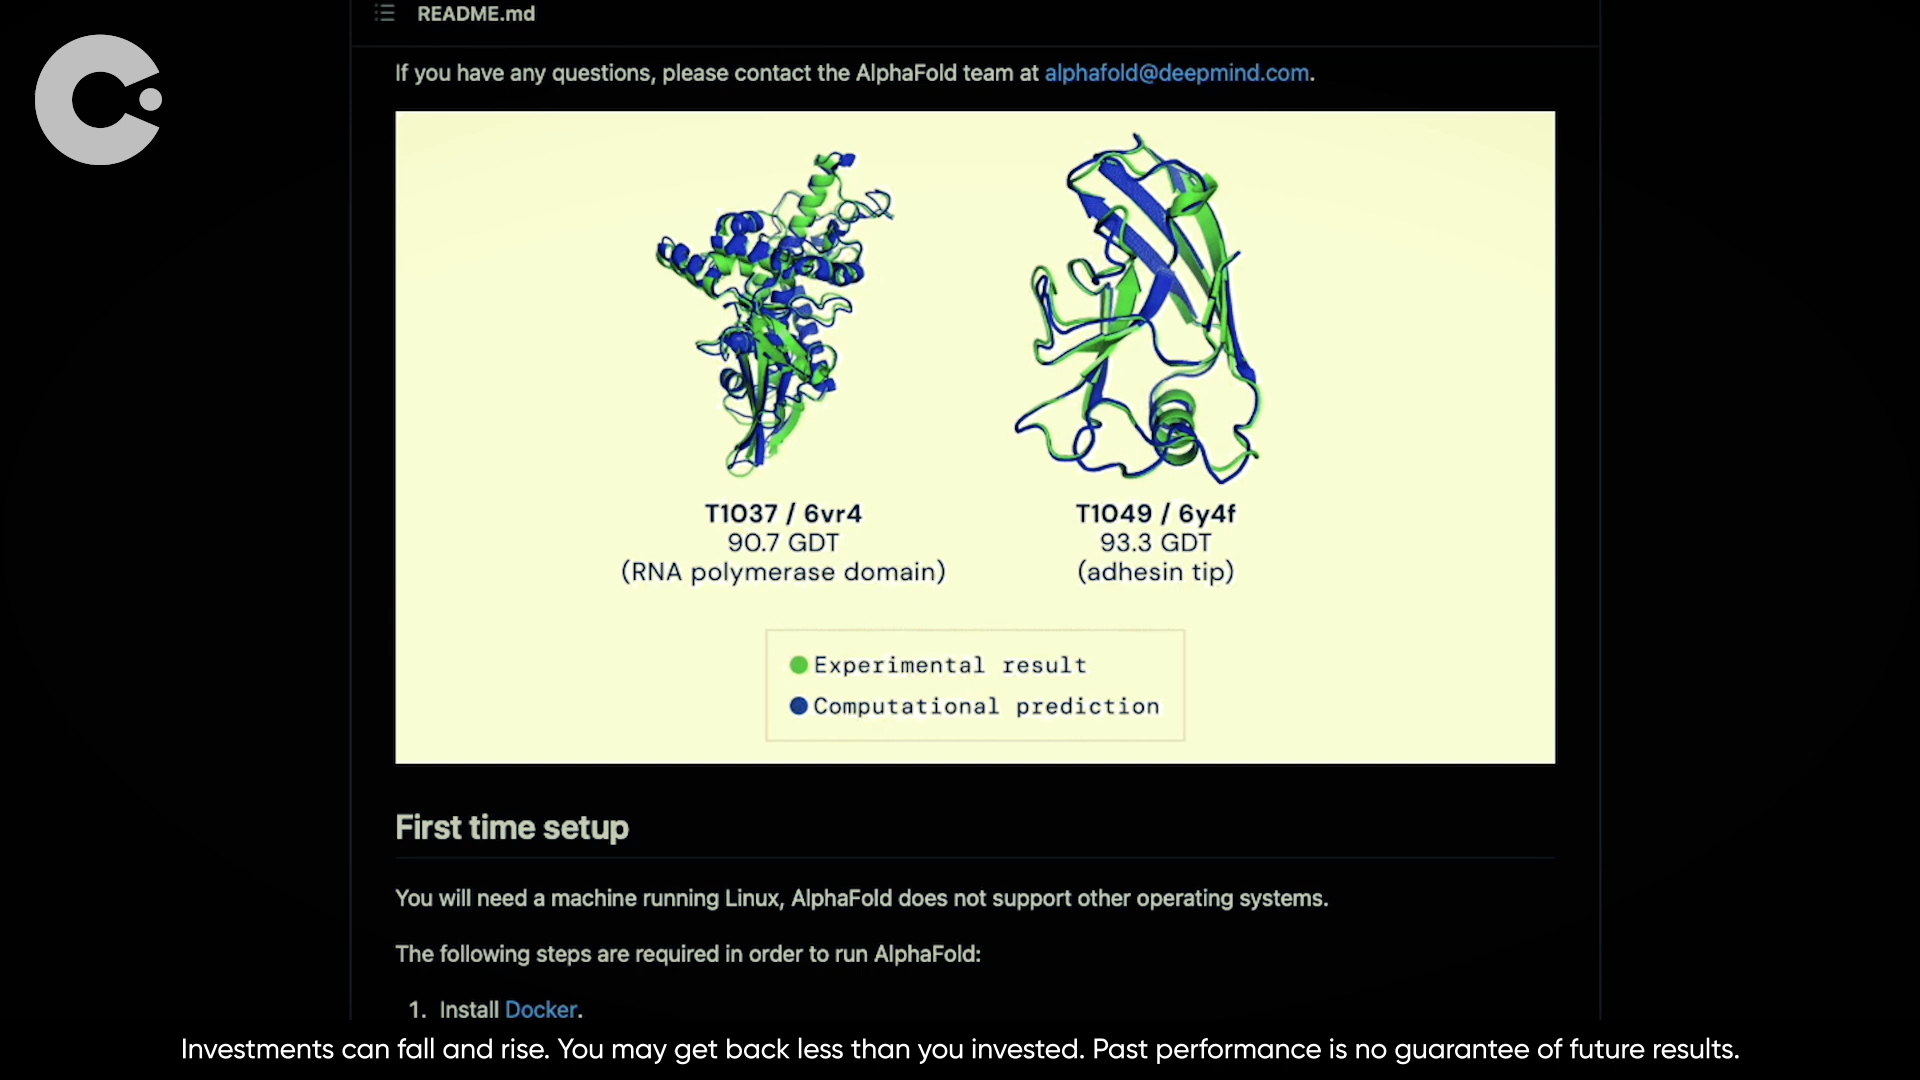 README.md
If you have any questions, please contact the AlphaFold team at alphafold@deepmind.com.
T1037 / 6vr4
90.7 GDT
(RNA polymerase domain)
T1049 / 6y4f
93.3 GDT
(adhesin tip)
Experimental result
Computational prediction
First time setup
You will need a machine running Linux, AlphaFold does not support other operating systems.
The following steps are required in order to run AlphaFold:
1. Install Docker.
Investments can fall and rise. You may get back less than you invested. Past performance is no guarantee of future results.